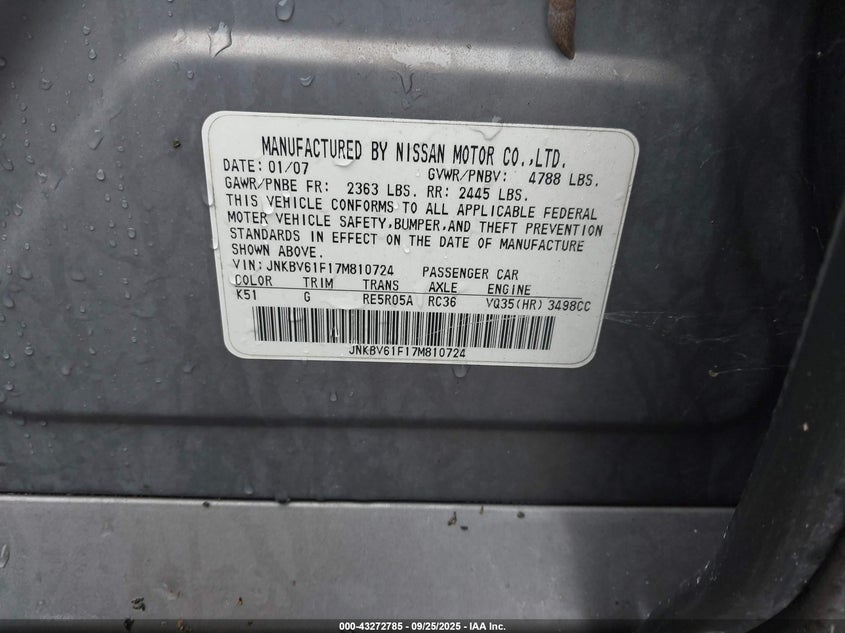 MANUFACTURED BY NISSAN MOTOR CO.,LTD.
DATE: 01/07 GVWR/PNBV: 4788 LBS.
GAWR/PNBE FR: 2363 LBS. RR: 2445 LBS.
THIS VEHICLE CONFORMS TO ALL APPLICABLE FEDERAL
MOTOR VEHICLE SAFETY,BUMPER,AND THEFT PREVENTION
STANDARDS IN EFFECT ON THE DATE OF MANUFACTURE
SHOWN ABOVE.
VIN:JNKBV61F17M810724 PASSENGER CAR
COLOR TRIM TRANS AXLE ENGINE
K51 G RE5R05A RC36 VQ35(HR)3498CC
JNKBV61F17M810724
000-43272785 - 09/25/2025 - IAA Inc.